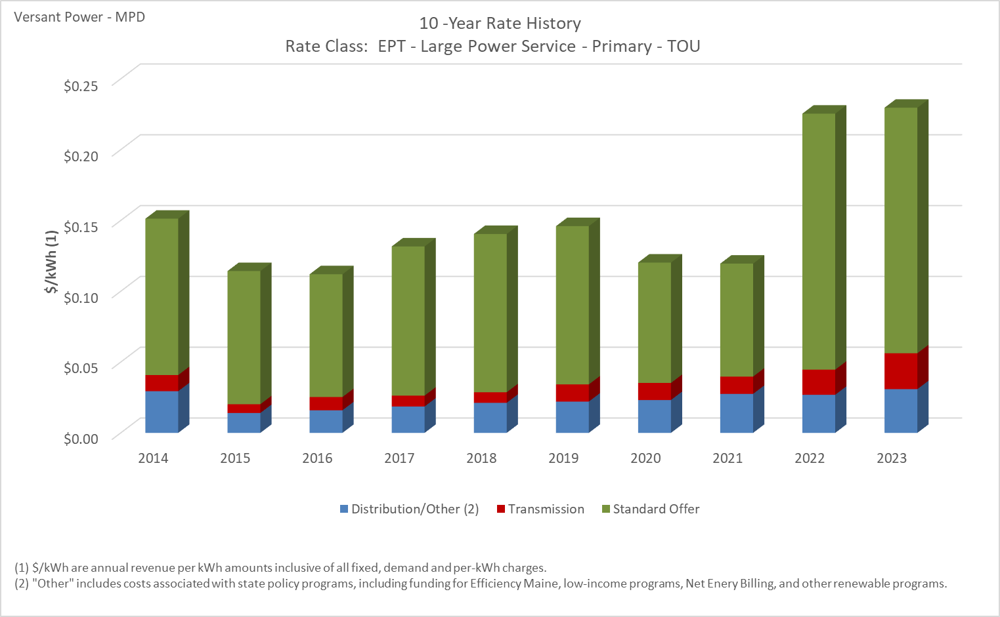 Versant Power - MPD
10 -Year Rate History
Rate Class:  EPT - Large Power Service - Primary - TOU
$0.25
$0.20
$0.15
$0.10
$0.05
$0.00
$/kWh (1)
2014 2015 2016 2017 2018 2019 2020 2021 2022 2023
Distribution/Other (2) Transmission Standard Offer
(1) $/kWh are annual revenue per kWh amounts inclusive of all fixed, demand and per-kWh charges.
(2) "Other" includes costs associated with state policy programs, including funding for Efficiency Maine, low-income programs, Net Enery Billing, and other renewable programs.